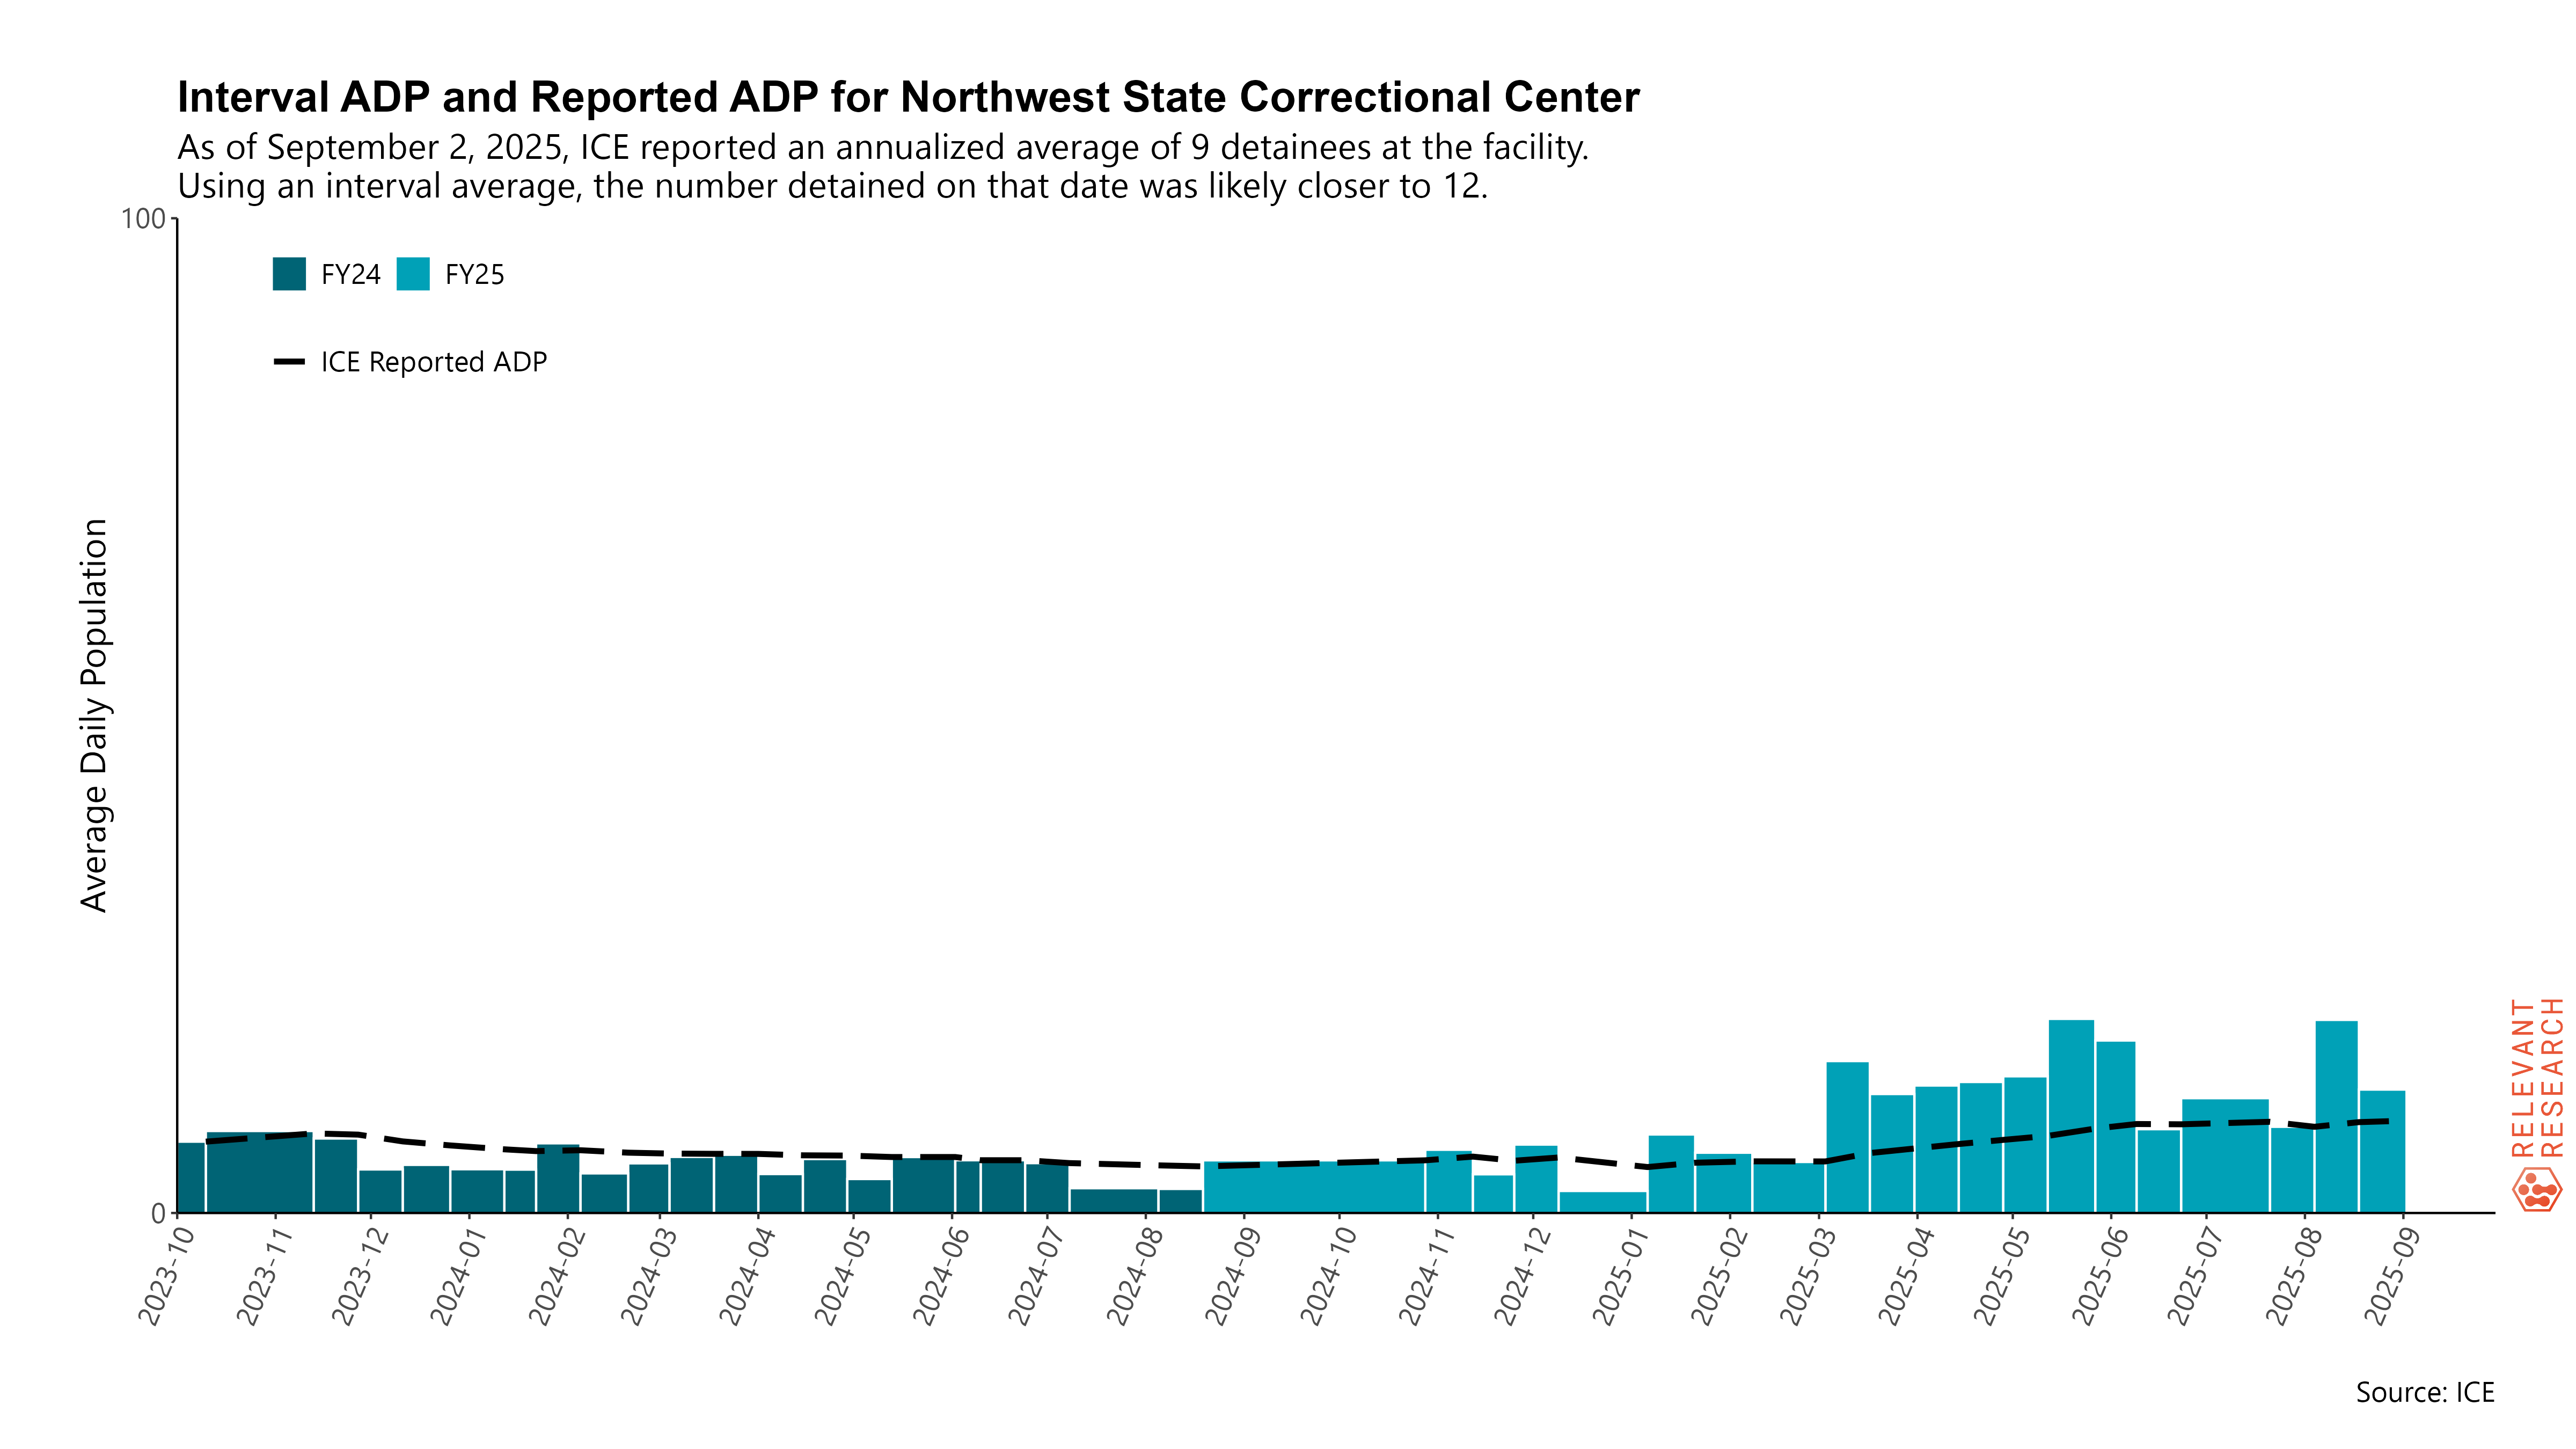 Interval ADP and Reported ADP for Northwest State Correctional Center
As of September 2, 2025, ICE reported an annualized average of 9 detainees at the facility.
Using an interval average, the number detained on that date was likely closer to 12.
100
FY24
FY25
ICE Reported ADP
Average Daily Population
0
2023-10
2023-11
2023-12
2024-01
2024-02
2024-03
2024-04
2024-05
2024-06
2024-07
2024-08
2024-09
2024-10
2024-11
2024-12
2025-01
2025-02
2025-03
2025-04
2025-05
2025-06
2025-07
2025-08
2025-09
RELEVANT
RESEARCH
Source: ICE